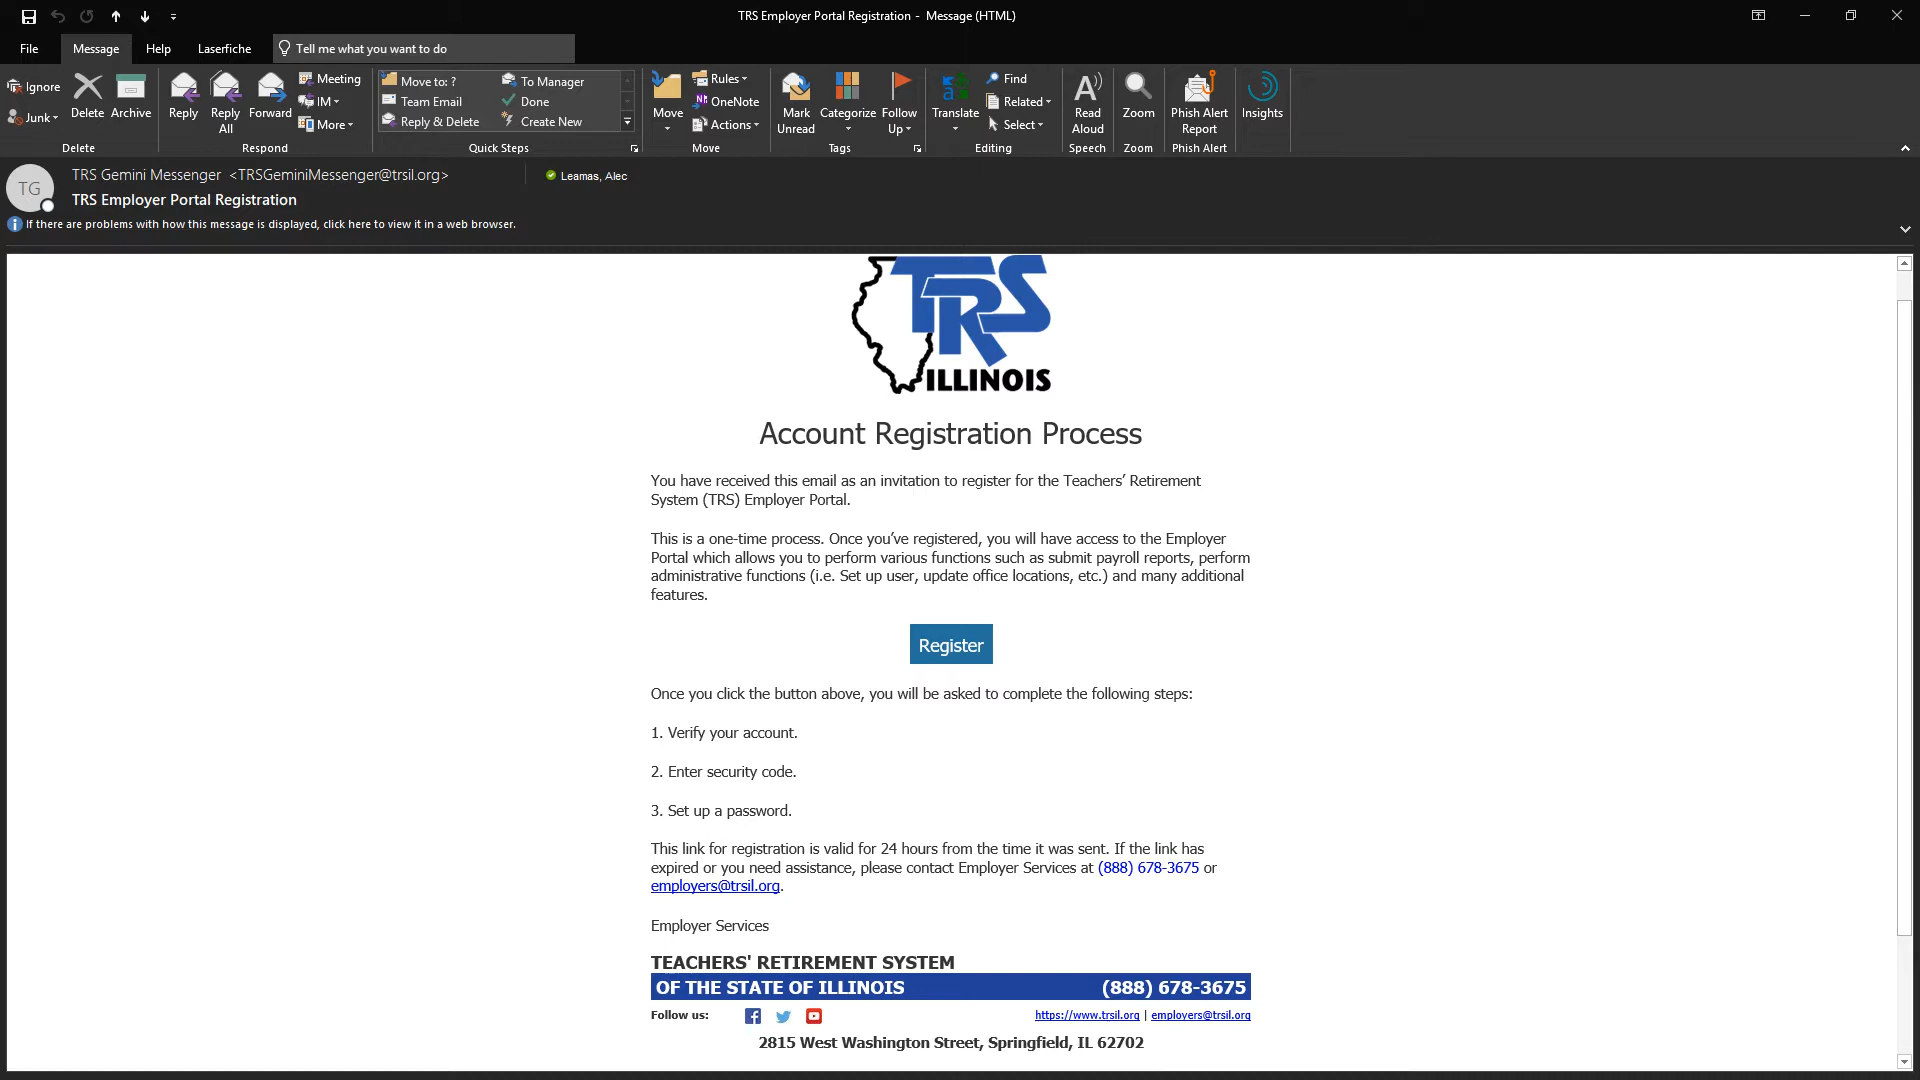 TRS Employer Portal Registration - Message (HTML)
File Message Help Laserfiche Tell me what you want to do
Ignore
Junk
Delete
Archive
Delete
Reply
Reply All
Forward
Meeting
IM
More
Respond
Move to: ?
Team Email
Reply & Delete
To Manager
Done
Create New
Quick Steps
Move
Rules
OneNote
Actions
Move
Mark Unread
Categorize
Follow Up
Tags
Translate
Find
Related
Select
Editing
Read Aloud
Speech
Zoom
Zoom
Phish Alert Report
Phish Alert
Insights
TG
TRS Gemini Messenger <TRSGeminiMessenger@trsil.org>
Leamas, Alec
TRS Employer Portal Registration
If there are problems with how this message is displayed, click here to view it in a web browser.
TRS
ILLINOIS
Account Registration Process
You have received this email as an invitation to register for the Teachers’ Retirement
System (TRS) Employer Portal.
This is a one-time process. Once you’ve registered, you will have access to the Employer
Portal which allows you to perform various functions such as submit payroll reports, perform
administrative functions (i.e. Set up user, update office locations, etc.) and many additional
features.
Register
Once you click the button above, you will be asked to complete the following steps:
1. Verify your account.
2. Enter security code.
3. Set up a password.
This link for registration is valid for 24 hours from the time it was sent. If the link has
expired or you need assistance, please contact Employer Services at (888) 678-3675 or
employers@trsil.org.
Employer Services
TEACHERS' RETIREMENT SYSTEM
OF THE STATE OF ILLINOIS (888) 678-3675
Follow us: https://www.trsil.org | employers@trsil.org
2815 West Washington Street, Springfield, IL 62702